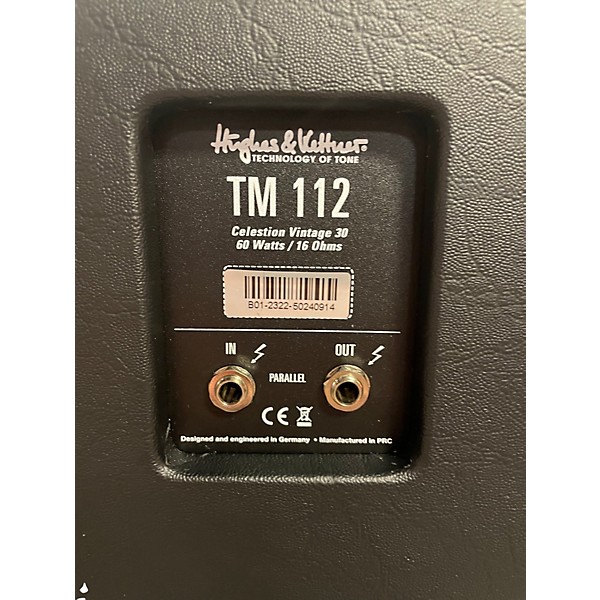 Hughes & Kettner®
TECHNOLOGY OF TONE
TM 112
Celestion Vintage 30
60 Watts / 16 Ohms
B01-2322-50240914
IN OUT
PARALLEL
CE
Designed and engineered in Germany • Manufactured in PRC